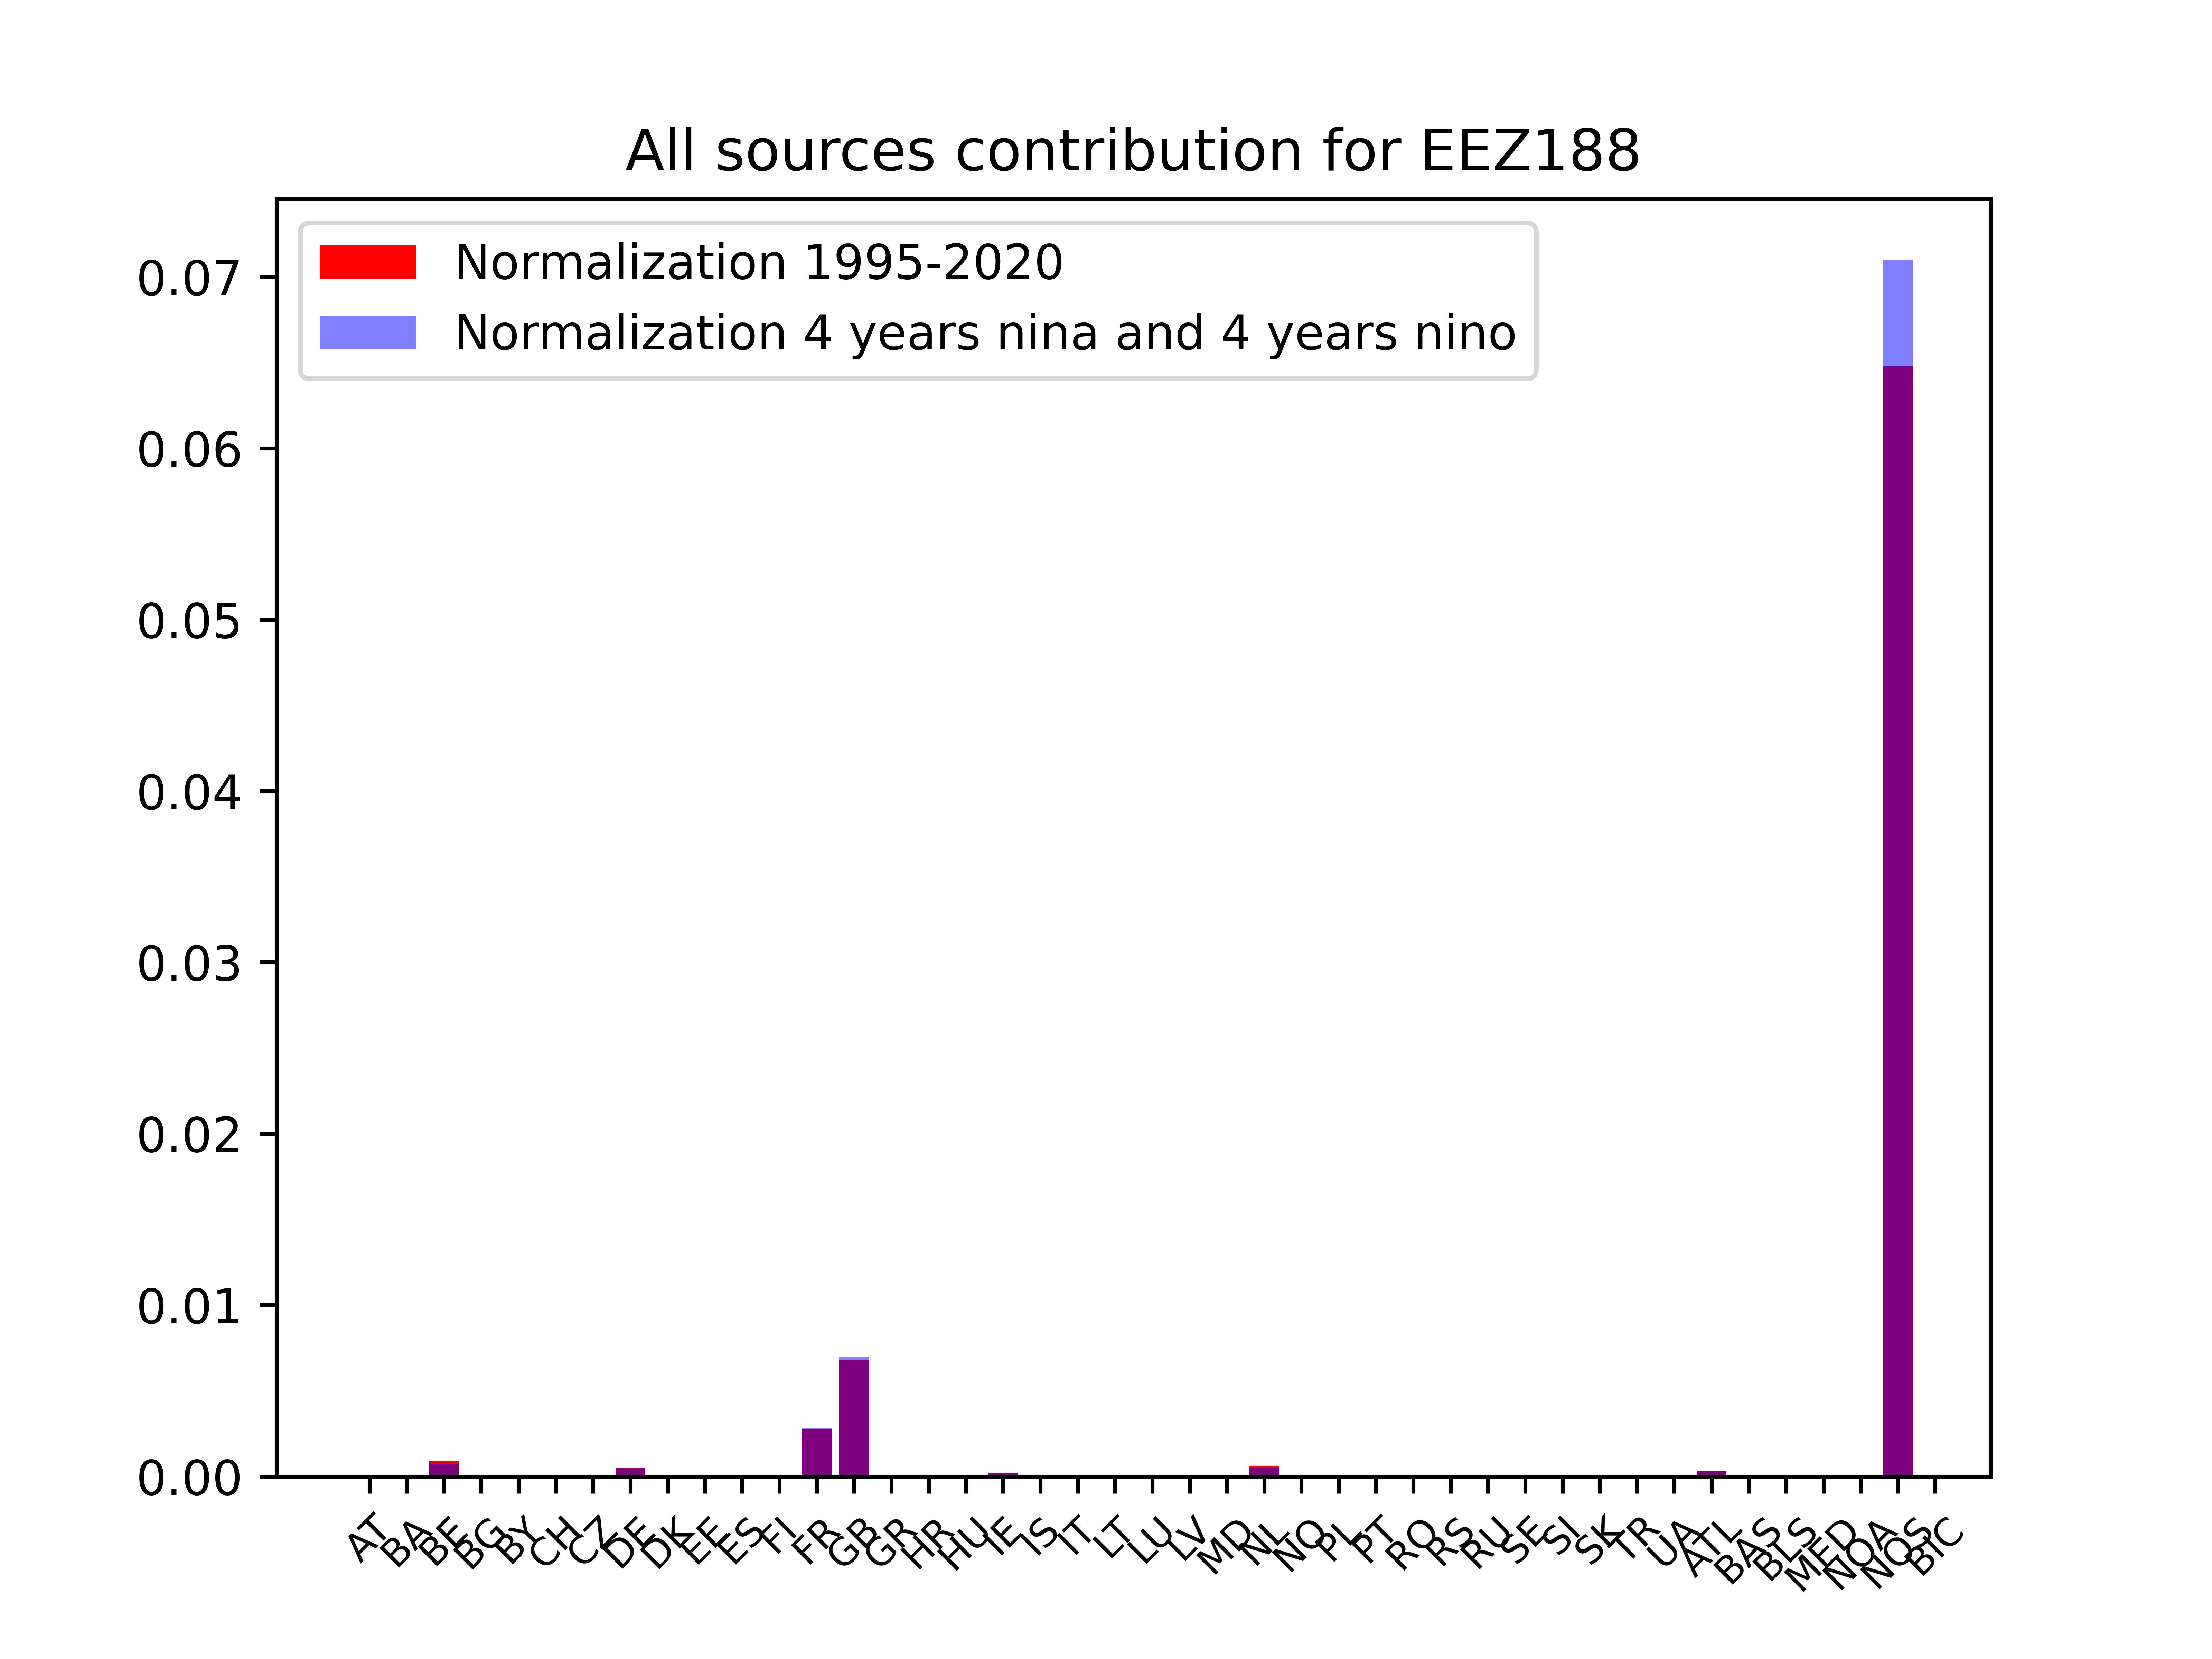 All sources contribution for EEZ188
Normalization 1995-2020
Normalization 4 years nina and 4 years nino
0.07
0.06
0.05
0.04
0.03
0.02
0.01
0.00
AT BA BE BG BY CH CZ DE DK EE ES FI FR GB GR HR HU IE IS IT LT LU LV MD NL NO PL PT RO RS RU SE SI SK TR UA ATL BAS BLS MED NOA NOS BIC